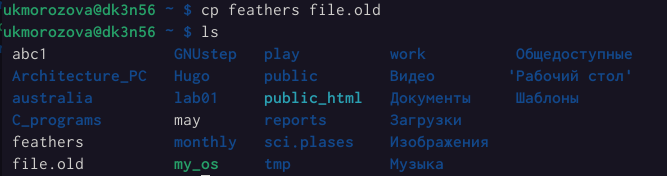 ukmorozova@dk3n56 ~ $ cp feathers file.old
ukmorozova@dk3n56 ~ $ ls
abc1 GNUstep play work Общедоступные
Architecture_PC Hugo public Видео 'Рабочий стол'
australia lab01 public_html Документы Шаблоны
C_programs may reports Загрузки
feathers monthly sci.plases Изображения
file.old my_os tmp Музыка